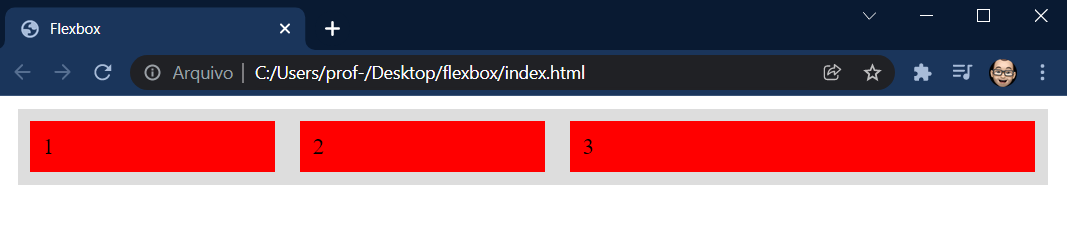 Flexbox
Arquivo | C:/Users/prof-/Desktop/flexbox/index.html
1 2 3